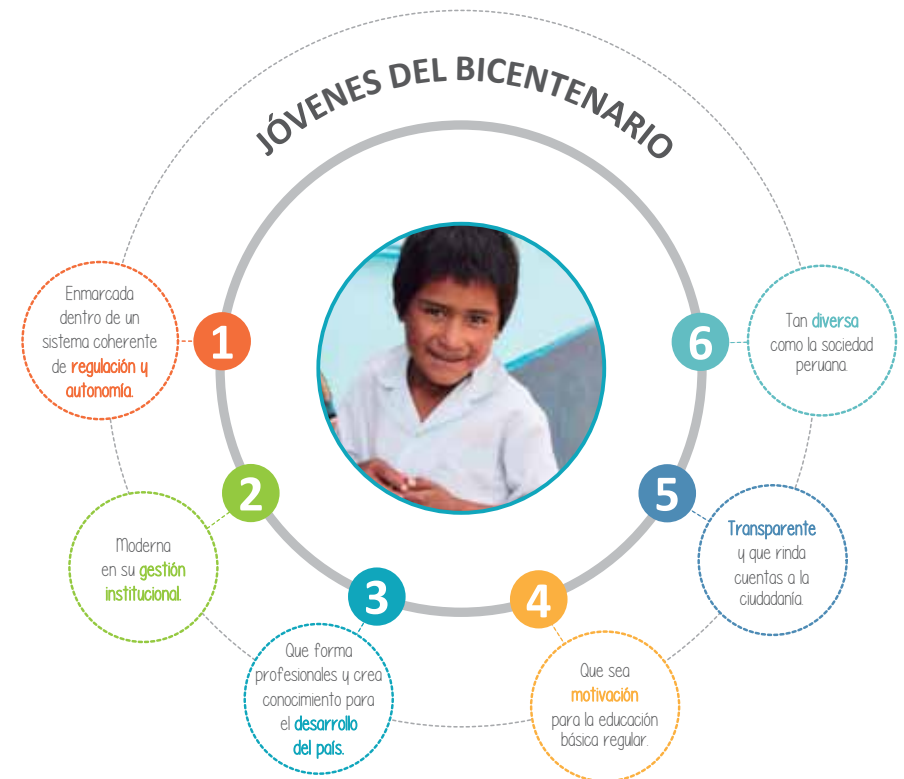 JÓVENES DEL BICENTENARIO
1
Enmarcada
dentro de un
sistema coherente
de regulación y
autonomía.
2
Moderna
en su gestión
institucional.
3
Que forma
profesionales y crea
conocimiento para
el desarrollo
del país.
4
Que sea
motivación
para la educación
básica regular.
5
Transparente
y que rinda
cuentas a la
ciudadanía.
6
Tan diversa
como la sociedad
peruana.